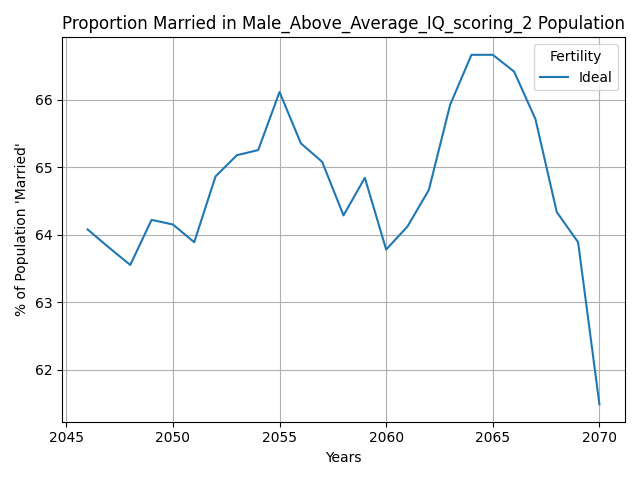 Proportion Married in Male_Above_Average_IQ_scoring_2 Population
Fertility
Ideal
% of Population 'Married'
66
65
64
63
62
2045 2050 2055 2060 2065 2070
Years